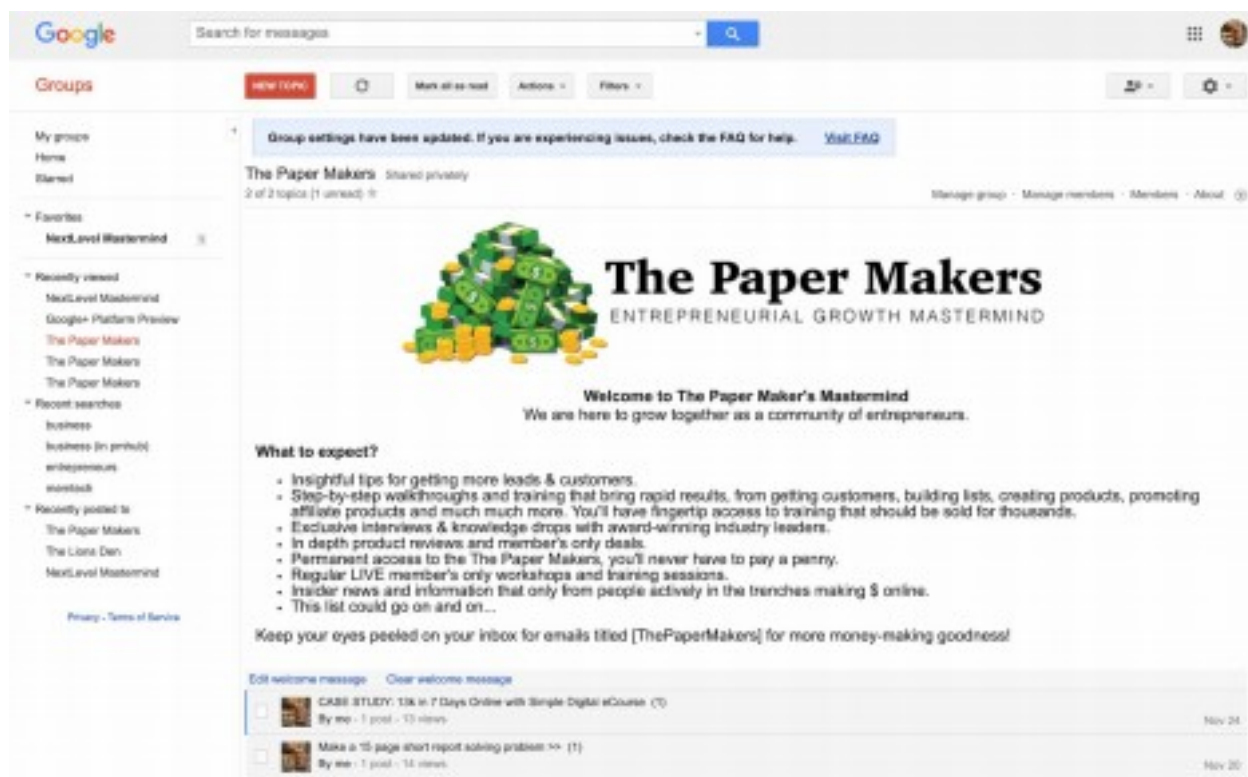 Google
Search for messages
Groups
NEW TOPIC
Mark all as read
Actions
Filters
My groups
Home
Starred
Group settings have been updated. If you are experiencing issues, check the FAQ for help. Visit FAQ
The Paper Makers Shared privately
2 of 2 topics (1 unread)
Manage group · Manage members · Members · About
Favorites
NextLevel Mastermind
Recently viewed
NextLevel Mastermind
Google+ Platform Preview
The Paper Makers
The Paper Makers
The Paper Makers
Recent searches
business
business (in pmhub)
entrepreneurs
Recently posted to
The Paper Makers
The Lions Den
NextLevel Mastermind
Privacy - Terms of Service
The Paper Makers
ENTREPRENEURIAL GROWTH MASTERMIND
Welcome to The Paper Maker's Mastermind
We are here to grow together as a community of entrepreneurs.
What to expect?
• Insightful tips for getting more leads & customers.
• Step-by-step walkthroughs and training that bring rapid results, from getting customers, building lists, creating products, promoting
affiliate products and much much more. You'll have fingertip access to training that should be sold for thousands.
• Exclusive interviews & knowledge drops with award-winning industry leaders.
• In depth product reviews and member's only deals.
• Permanent access to the The Paper Makers, you'll never have to pay a penny.
• Regular LIVE member's only workshops and training sessions.
• Insider news and information that only from people actively in the trenches making $ online.
• This list could go on and on...
Keep your eyes peeled on your inbox for emails titled [ThePaperMakers] for more money-making goodness!
Edit welcome message Clear welcome message
CASE STUDY: 13k in 7 Days Online with Simple Digital eCourse (1)
By me - 1 post - 13 views
Nov 24
Make a 15 page short report solving problem >> (1)
By me - 1 post - 14 views
Nov 20